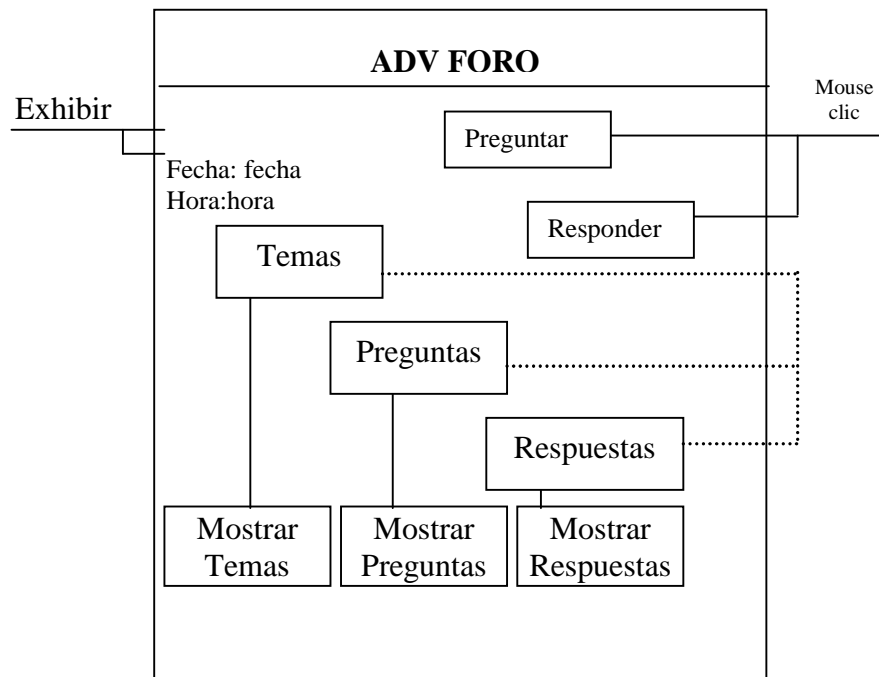 ADV FORO
Exhibir
Mouse
clic
Preguntar
Fecha: fecha
Hora:hora
Responder
Temas
Preguntas
Respuestas
Mostrar
Temas
Mostrar
Preguntas
Mostrar
Respuestas